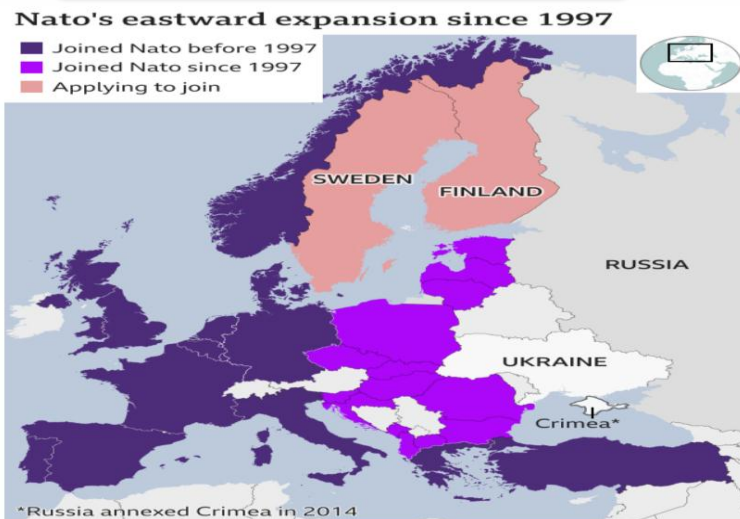 Nato's eastward expansion since 1997
Joined Nato before 1997
Joined Nato since 1997
Applying to join
SWEDEN
FINLAND
RUSSIA
UKRAINE
Crimea*
*Russia annexed Crimea in 2014